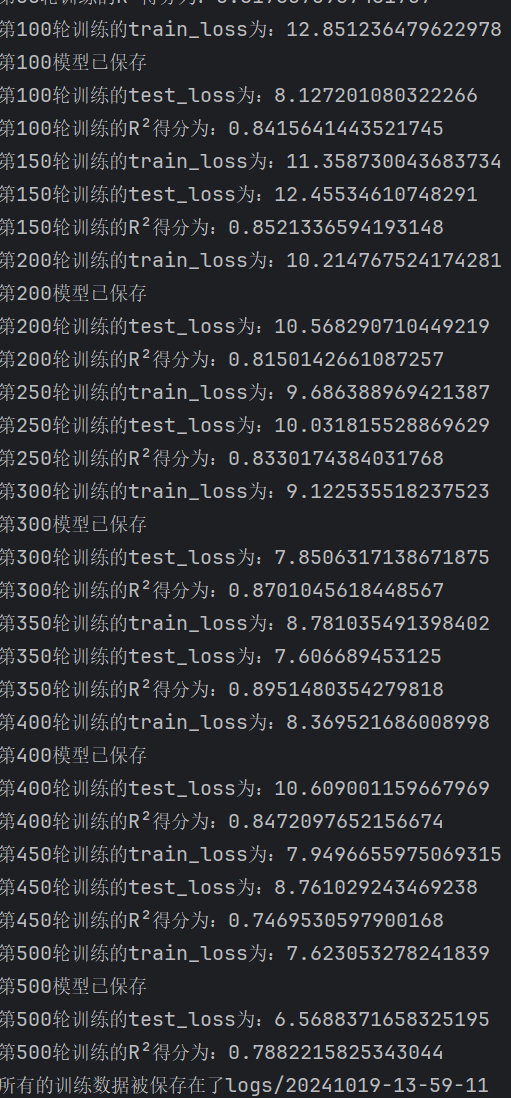 第100轮训练的train_loss为：12.851236479622978
第100模型已保存
第100轮训练的test_loss为：8.127201080322266
第100轮训练的R²得分为：0.8415641443521745
第150轮训练的train_loss为：11.358730043683734
第150轮训练的test_loss为：12.45534610748291
第150轮训练的R²得分为：0.8521336594193148
第200轮训练的train_loss为：10.214767524174281
第200模型已保存
第200轮训练的test_loss为：10.568290710449219
第200轮训练的R²得分为：0.8150142661087257
第250轮训练的train_loss为：9.686388969421387
第250轮训练的test_loss为：10.031815528869629
第250轮训练的R²得分为：0.8330174384031768
第300轮训练的train_loss为：9.122535518237523
第300模型已保存
第300轮训练的test_loss为：7.8506317138671875
第300轮训练的R²得分为：0.8701045618448567
第350轮训练的train_loss为：8.781035491398402
第350轮训练的test_loss为：7.606689453125
第350轮训练的R²得分为：0.8951480354279818
第400轮训练的train_loss为：8.369521686008998
第400模型已保存
第400轮训练的test_loss为：10.609001159667969
第400轮训练的R²得分为：0.8472097652156674
第450轮训练的train_loss为：7.9496655975069315
第450轮训练的test_loss为：8.761029243469238
第450轮训练的R²得分为：0.7469530597900168
第500轮训练的train_loss为：7.623053278241839
第500模型已保存
第500轮训练的test_loss为：6.5688371658325195
第500轮训练的R²得分为：0.7882215825343044
所有的训练数据被保存在了logs/20241019-13-59-11